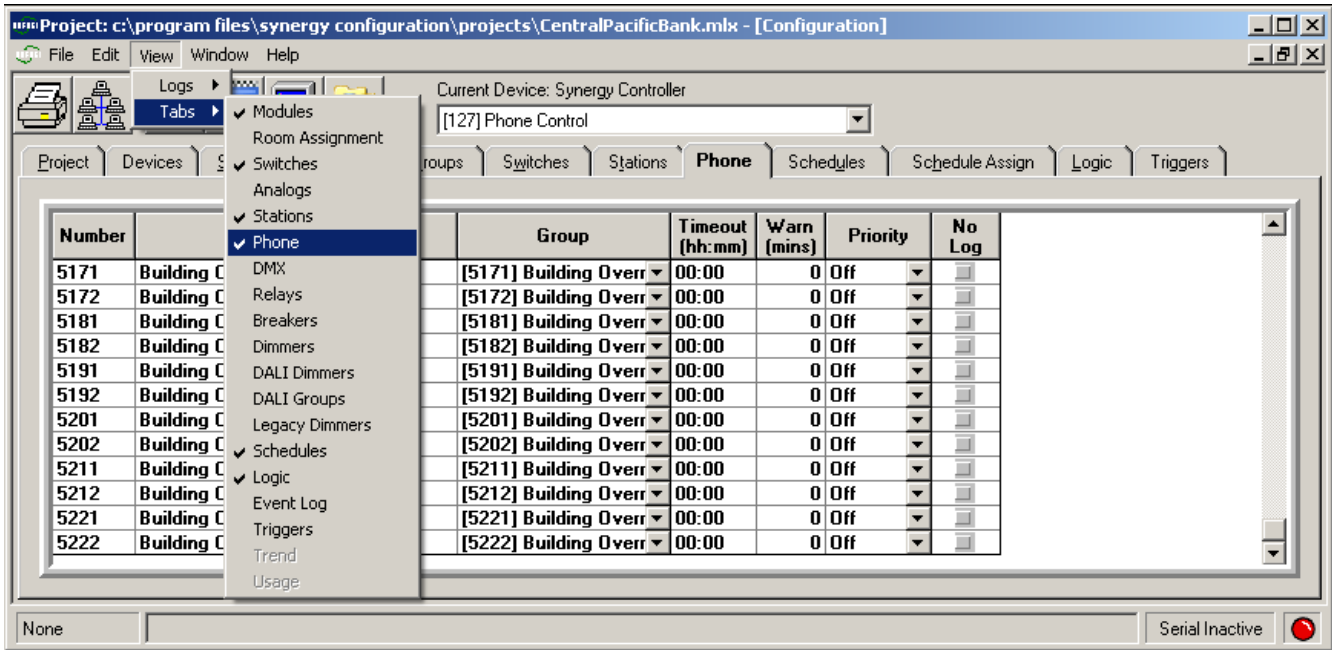 Project: c:\program files\synergy configuration\projects\CentralPacificBank.mlx - [Configuration]
File Edit View Window Help
Logs
Tabs
Modules
Room Assignment
Switches
Analogs
Stations
Phone
DMX
Relays
Breakers
Dimmers
DALI Dimmers
DALI Groups
Legacy Dimmers
Schedules
Logic
Event Log
Triggers
Trend
Usage
Current Device: Synergy Controller
[127] Phone Control
Project Devices Switches Stations Phone Schedules Schedule Assign Logic Triggers
Number Group Timeout (hh:mm) Warn (mins) Priority No Log
5171 Building [5171] Building Overr 00:00 0 Off
5172 Building [5172] Building Overr 00:00 0 Off
5181 Building [5181] Building Overr 00:00 0 Off
5182 Building [5182] Building Overr 00:00 0 Off
5191 Building [5191] Building Overr 00:00 0 Off
5192 Building [5192] Building Overr 00:00 0 Off
5201 Building [5201] Building Overr 00:00 0 Off
5202 Building [5202] Building Overr 00:00 0 Off
5211 Building [5211] Building Overr 00:00 0 Off
5212 Building [5212] Building Overr 00:00 0 Off
5221 Building [5221] Building Overr 00:00 0 Off
5222 Building [5222] Building Overr 00:00 0 Off
None Serial Inactive